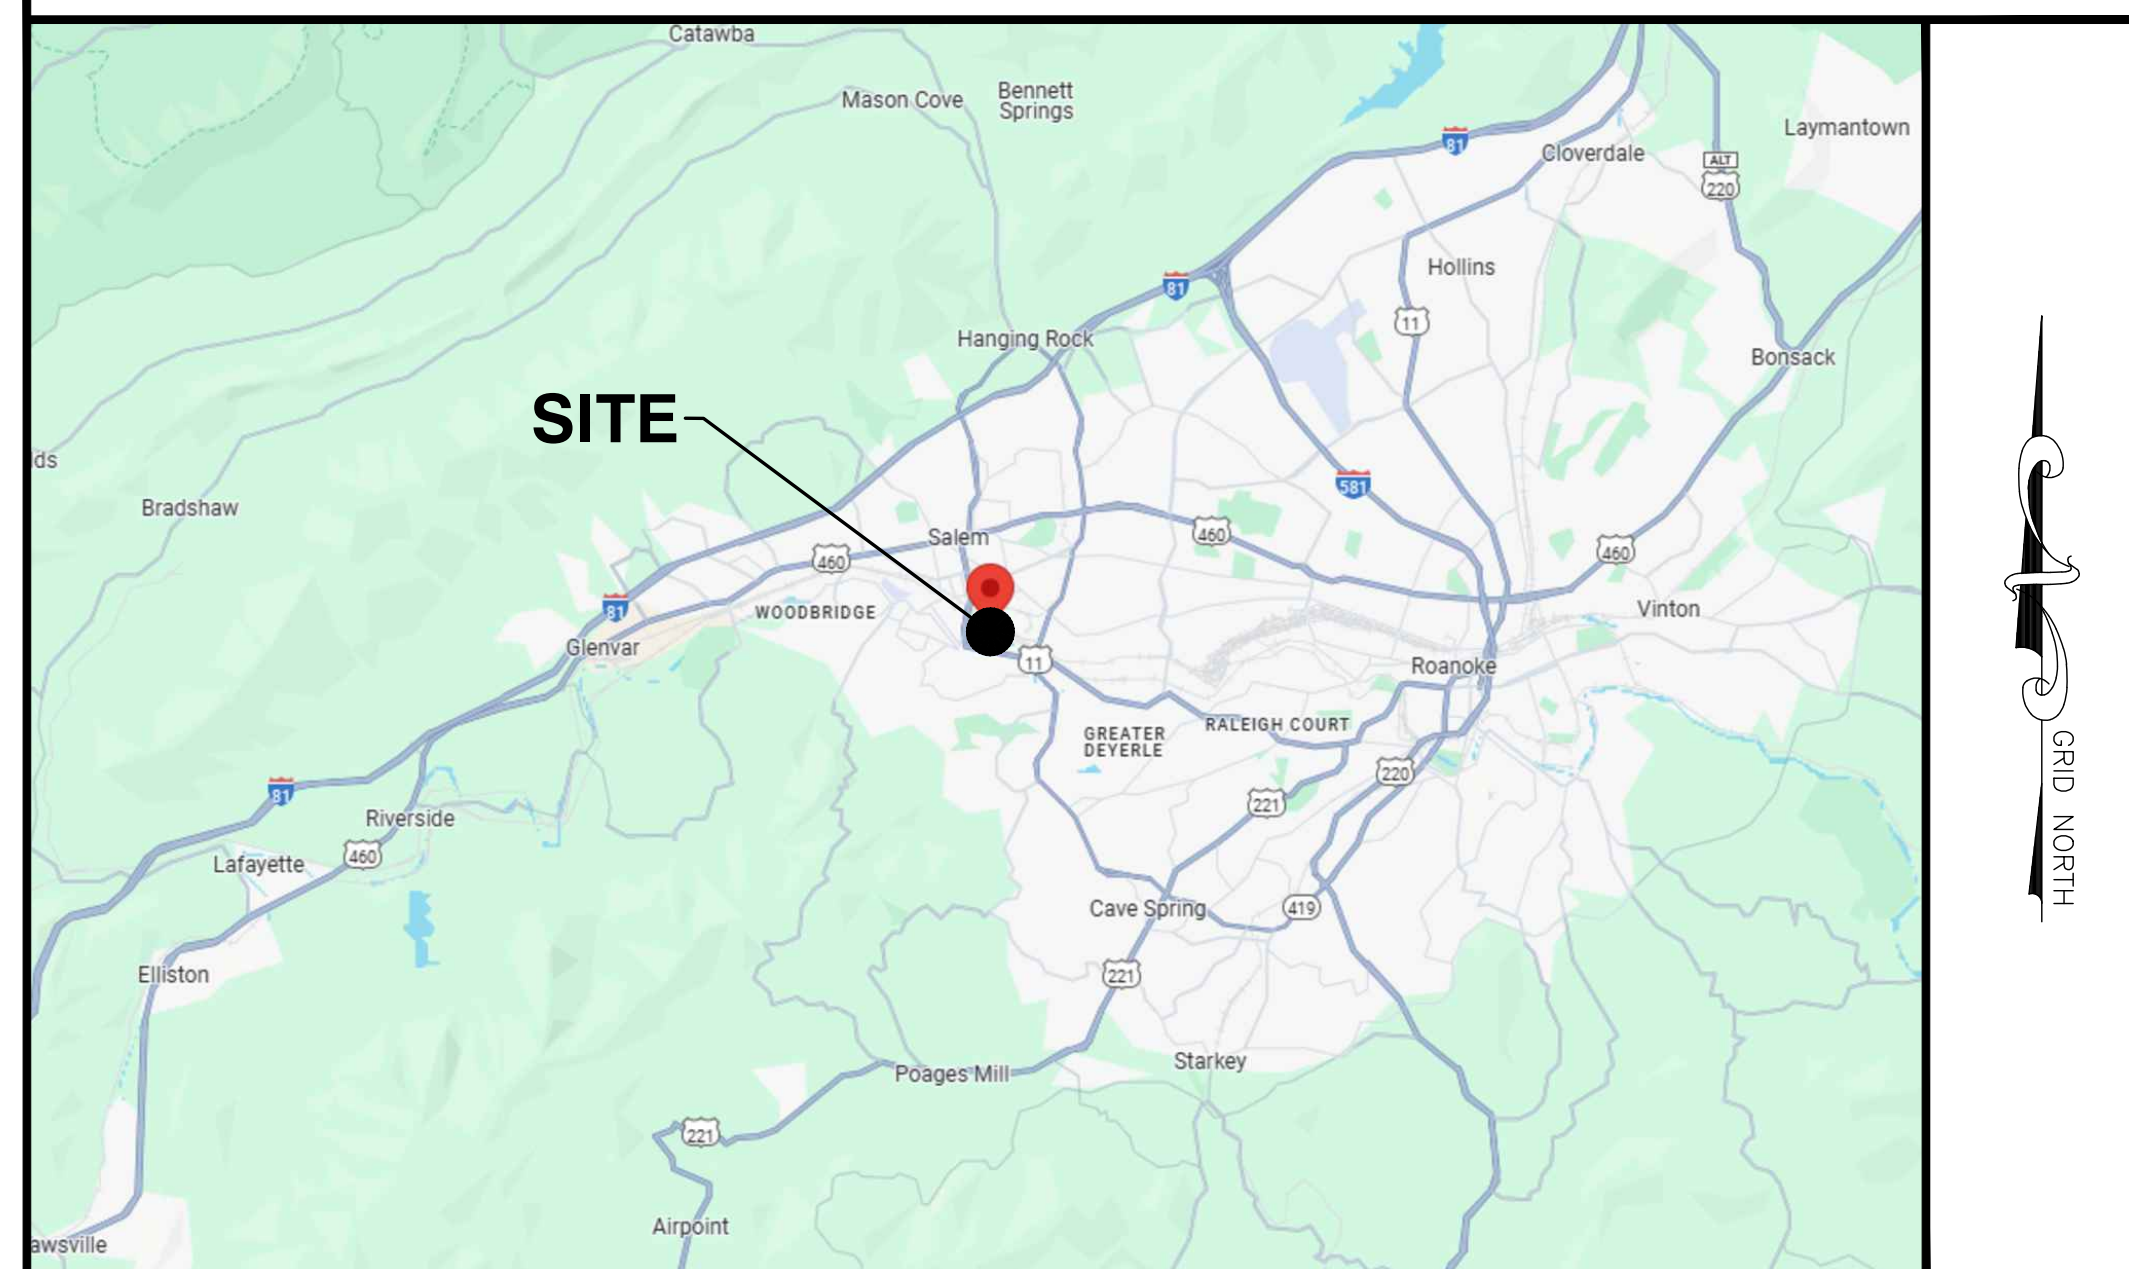 Catawba
Mason Cove
Bennett
Springs
81
Cloverdale
Laymantown
ALT
220
Hollins
81
11
Hanging Rock
Bonsack
SITE
lds
Bradshaw
581
Salem
460
460
460
81
WOODBRIDGE
Vinton
Glenvar
11
Roanoke
RALEIGH COURT
GREATER
DEYERLE
GRID NORTH
220
81
221
Riverside
460
Lafayette
Cave Spring
419
Elliston
221
Starkey
Poages Mill
221
Airpoint
awsville